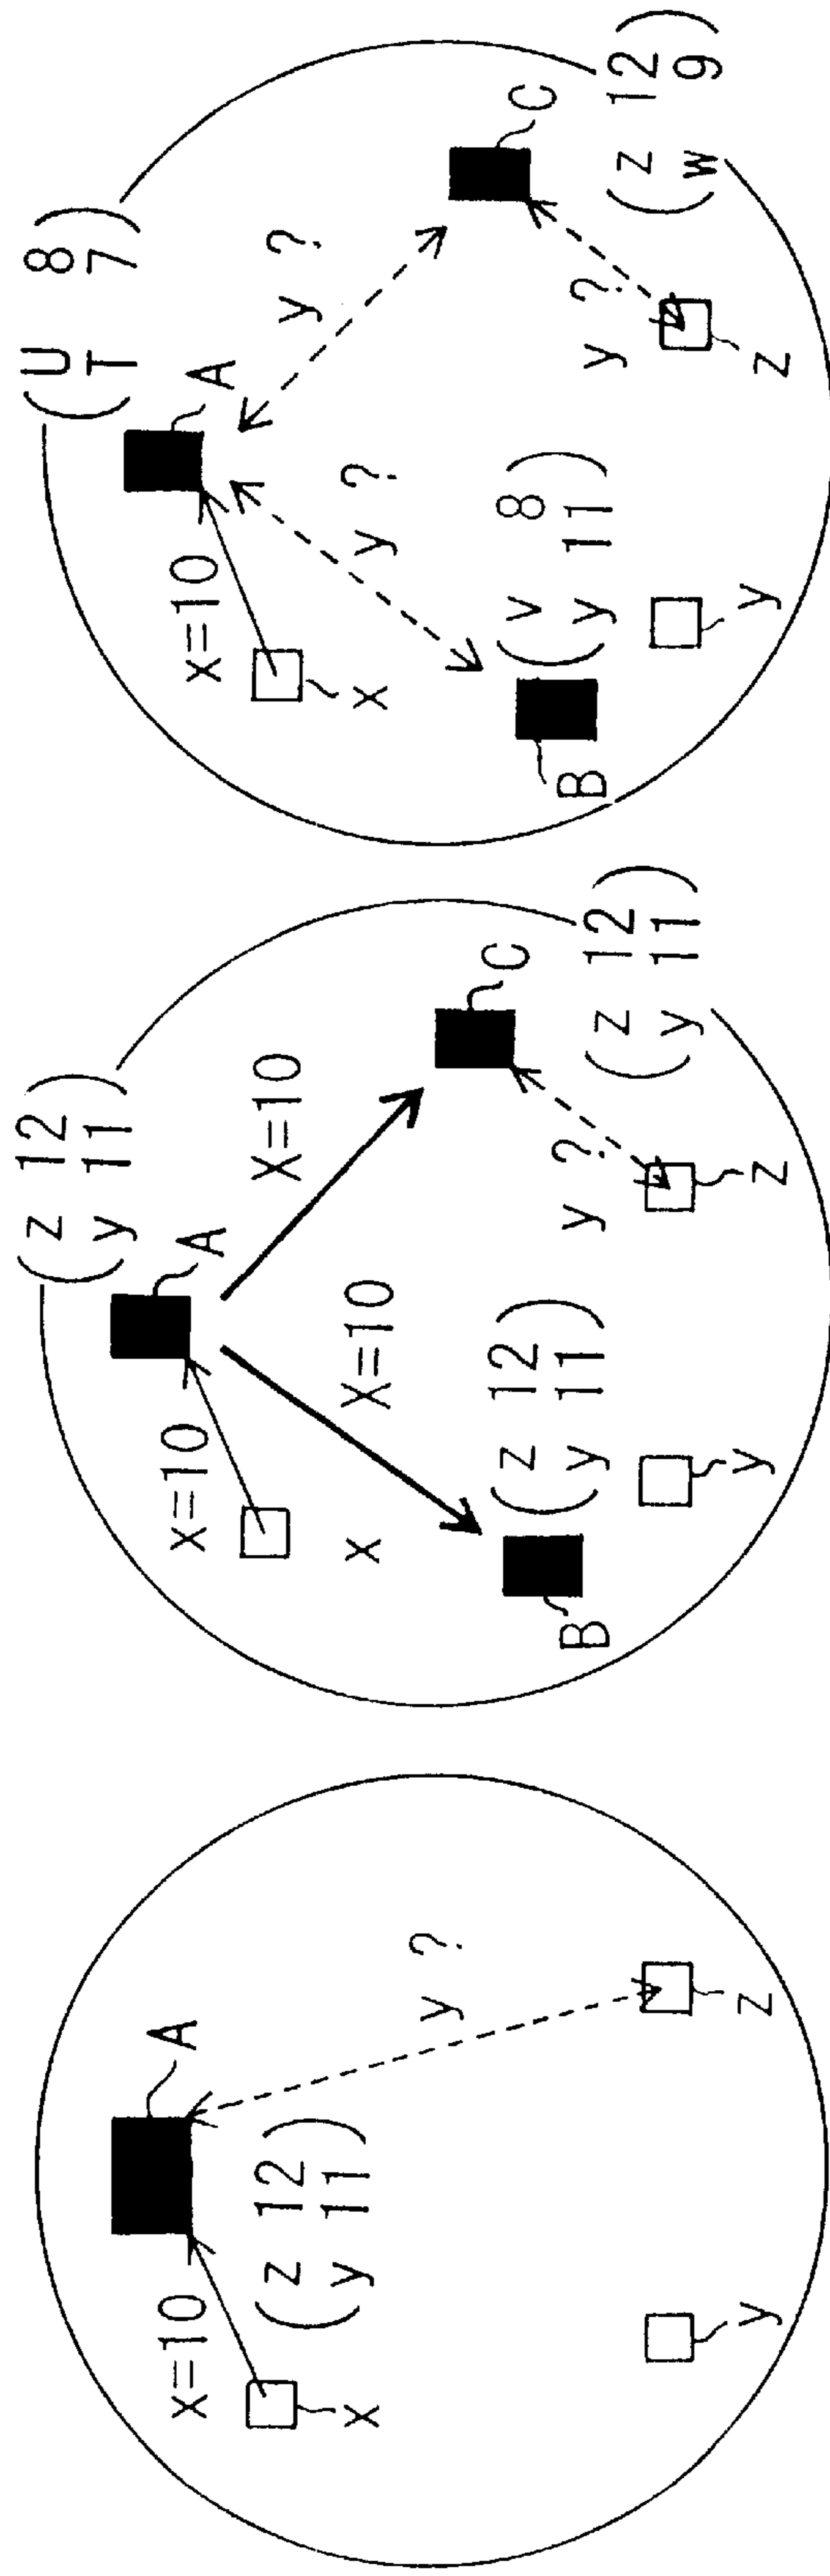 A
x=10
(z 12
y 11)
x
y ?
y
z
(z 12
y 11)
A
x=10
X=10
X=10
x
C
B
(z 12
y 11)
y ?
(z 12
y 11)
y
z
(U 8
T 7)
A
x=10
y ?
y ?
x
C
B
(v 8
y 11)
y ?
(z 12
w 9)
y
z